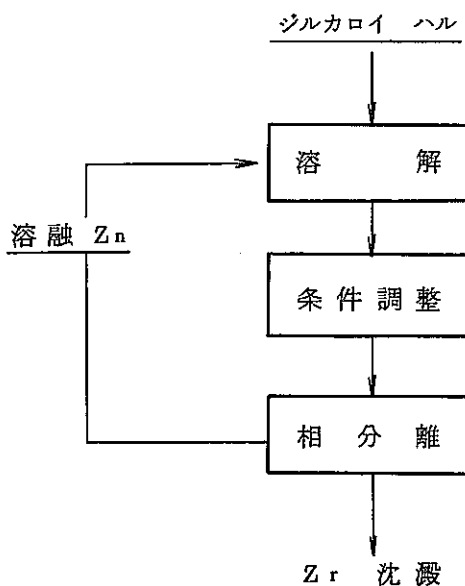 ジルカロイ ハル
溶解
溶融 Zn
条件調整
相分離
Zr 沈澱